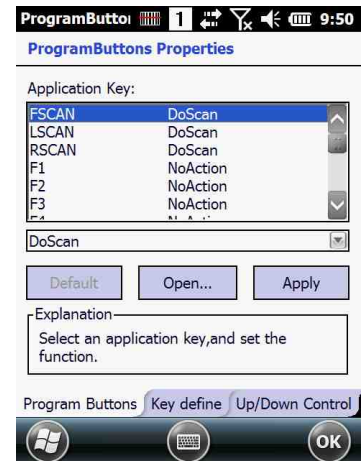 ProgramButto 1 9:50
ProgramButtons Properties
Application Key:
FSCAN DoScan
LSCAN DoScan
RSCAN DoScan
F1 NoAction
F2 NoAction
F3 NoAction
DoScan
Default Open... Apply
Explanation
Select an application key,and set the
function.
Program Buttons Key define Up/Down Control
OK